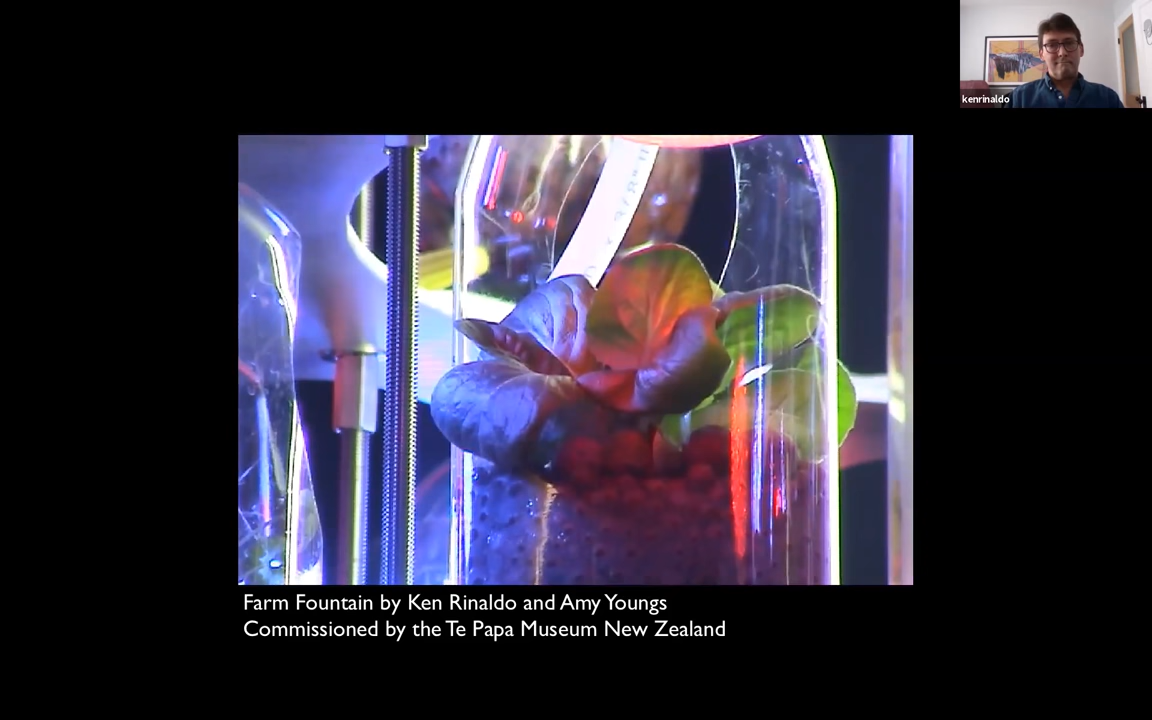 kenrinaldo
Farm Fountain by Ken Rinaldo and Amy Youngs
Commissioned by the Te Papa Museum New Zealand